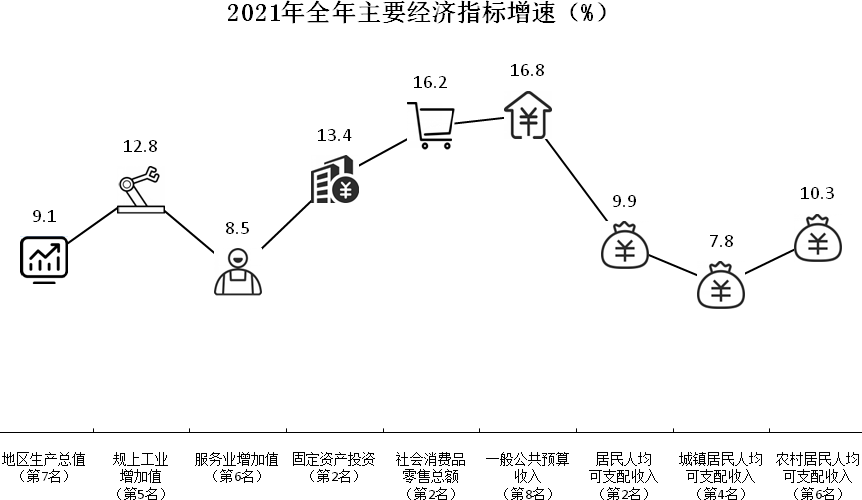 2021年全年主要经济指标增速（%）
16.8
16.2
13.4
12.8
9.1
8.5
9.9
7.8
10.3
地区生产总值
（第7名）
规上工业
增加值
（第5名）
服务业增加值
（第6名）
固定资产投资
（第2名）
社会消费品
零售总额
（第2名）
一般公共预算
收入
（第8名）
居民人均
可支配收入
（第2名）
城镇居民人均
可支配收入
（第4名）
农村居民人均
可支配收入
（第6名）